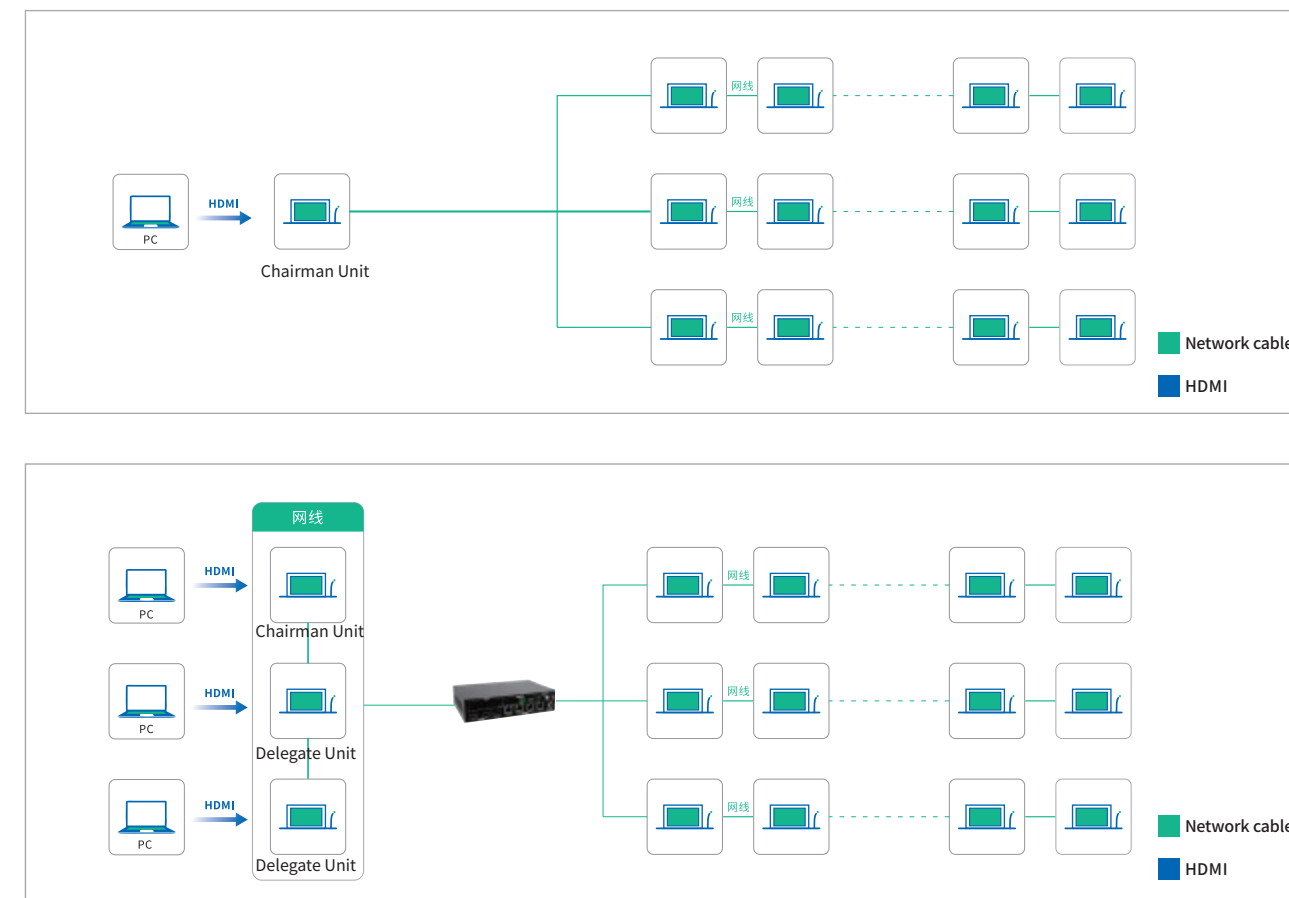 网线
HDMI
PC
网线
Chairman Unit
网线
Network cable
HDMI
网线
HDMI
网线
PC
Chairman Unit
HDMI
网线
PC
Delegate Unit
HDMI
网线
PC
Network cable
Delegate Unit
HDMI